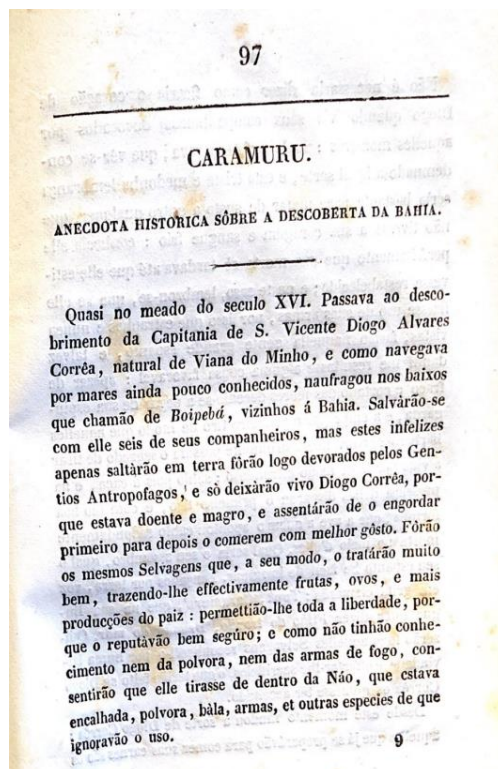 97
CARAMURU.
ANECDOTA HISTORICA SÔBRE A DESCOBERTA DA BAHIA.
Quasi no meado do seculo XVI. Passava ao desco-
brimento da Capitania de S. Vicente Diogo Alvares
Corrêa, natural de Viana do Minho, e como navegava
por mares ainda pouco conhecidos, naufragou nos baixos
que chamão de Boipebá, vizinhos á Bahia. Salvàrão-se
com elle seis de seus companheiros, mas estes infelizes
apenas saltàrão em terra fôrão logo devorados pelos Gen-
tios Antropofagos, e sò deixàrão vivo Diogo Corrêa, por-
que estava doente e magro, e assentárão de o engordar
primeiro para depois o comerem com melhor gôsto. Fôrão
os mesmos Selvagens que, a seu modo, o tratárão muito
bem, trazendo-lhe effectivamente frutas, ovos, e mais
producções do paiz : permettião-lhe toda a liberdade, por-
que o reputàvão bem segúro; e como não tinhão conhe-
cimento nem da polvora, nem das armas de fogo, con-
sentirão que elle tirasse de dentro da Náo, que estava
encalhada, polvora, bàla, armas, et outras especies de que
ignoravão o uso.
9